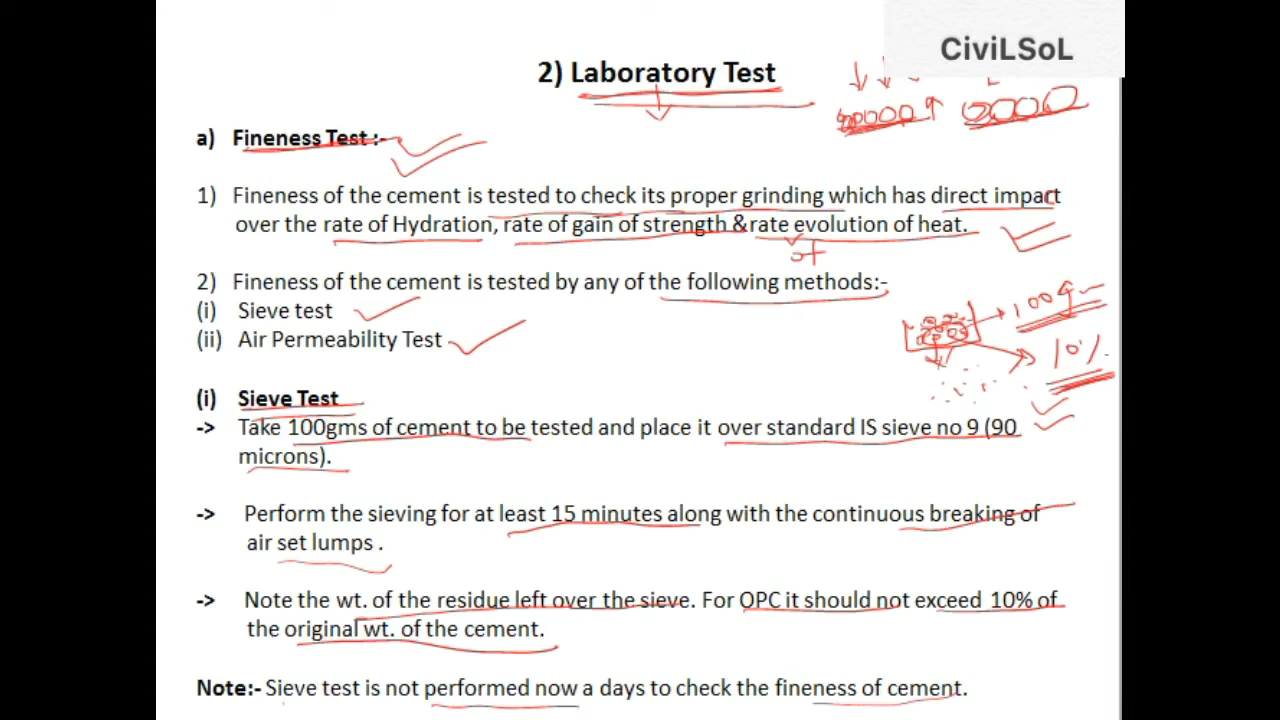 CiviLSoL
2) Laboratory Test
a) Fineness Test :-
1) Fineness of the cement is tested to check its proper grinding which has direct impact
over the rate of Hydration, rate of gain of strength &rate evolution of heat.
of
2) Fineness of the cement is tested by any of the following methods:-
(i) Sieve test
(ii) Air Permeability Test
100g
10%
(i) Sieve Test
-> Take 100gms of cement to be tested and place it over standard IS sieve no 9 (90
microns).
-> Perform the sieving for at least 15 minutes along with the continuous breaking of
air set lumps .
-> Note the wt. of the residue left over the sieve. For OPC it should not exceed 10% of
the original wt. of the cement.
Note:- Sieve test is not performed now a days to check the fineness of cement.